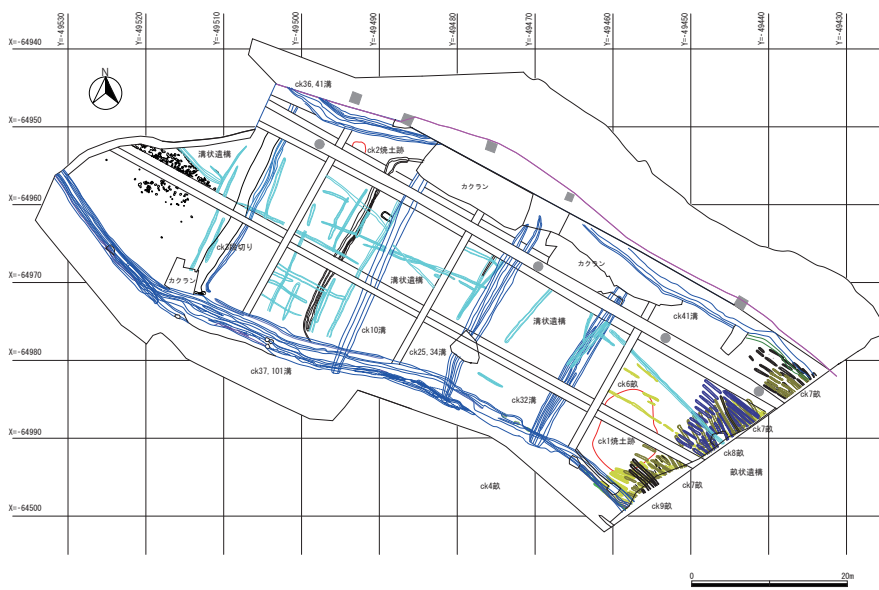 Y=-49530
Y=-49520
Y=-49510
Y=-49500
Y=-49490
Y=-49480
Y=-49470
Y=-49460
Y=-49450
Y=-49440
Y=-49430
X=-64940
X=-64950
X=-64960
X=-64970
X=-64980
X=-64990
X=-64500
N
ck36, 41溝
ck2焼土跡
溝状遺構
カクラン
カクラン
カクラン
溝状遺構
溝状遺構
ck41溝
ck10溝
ck25, 34溝
ck37, 101溝
ck32溝
ck6畝
ck7畝
ck1焼土跡
ck7畝
ck8畝
畝状遺構
ck7畝
ck4畝
ck9畝
0
20m